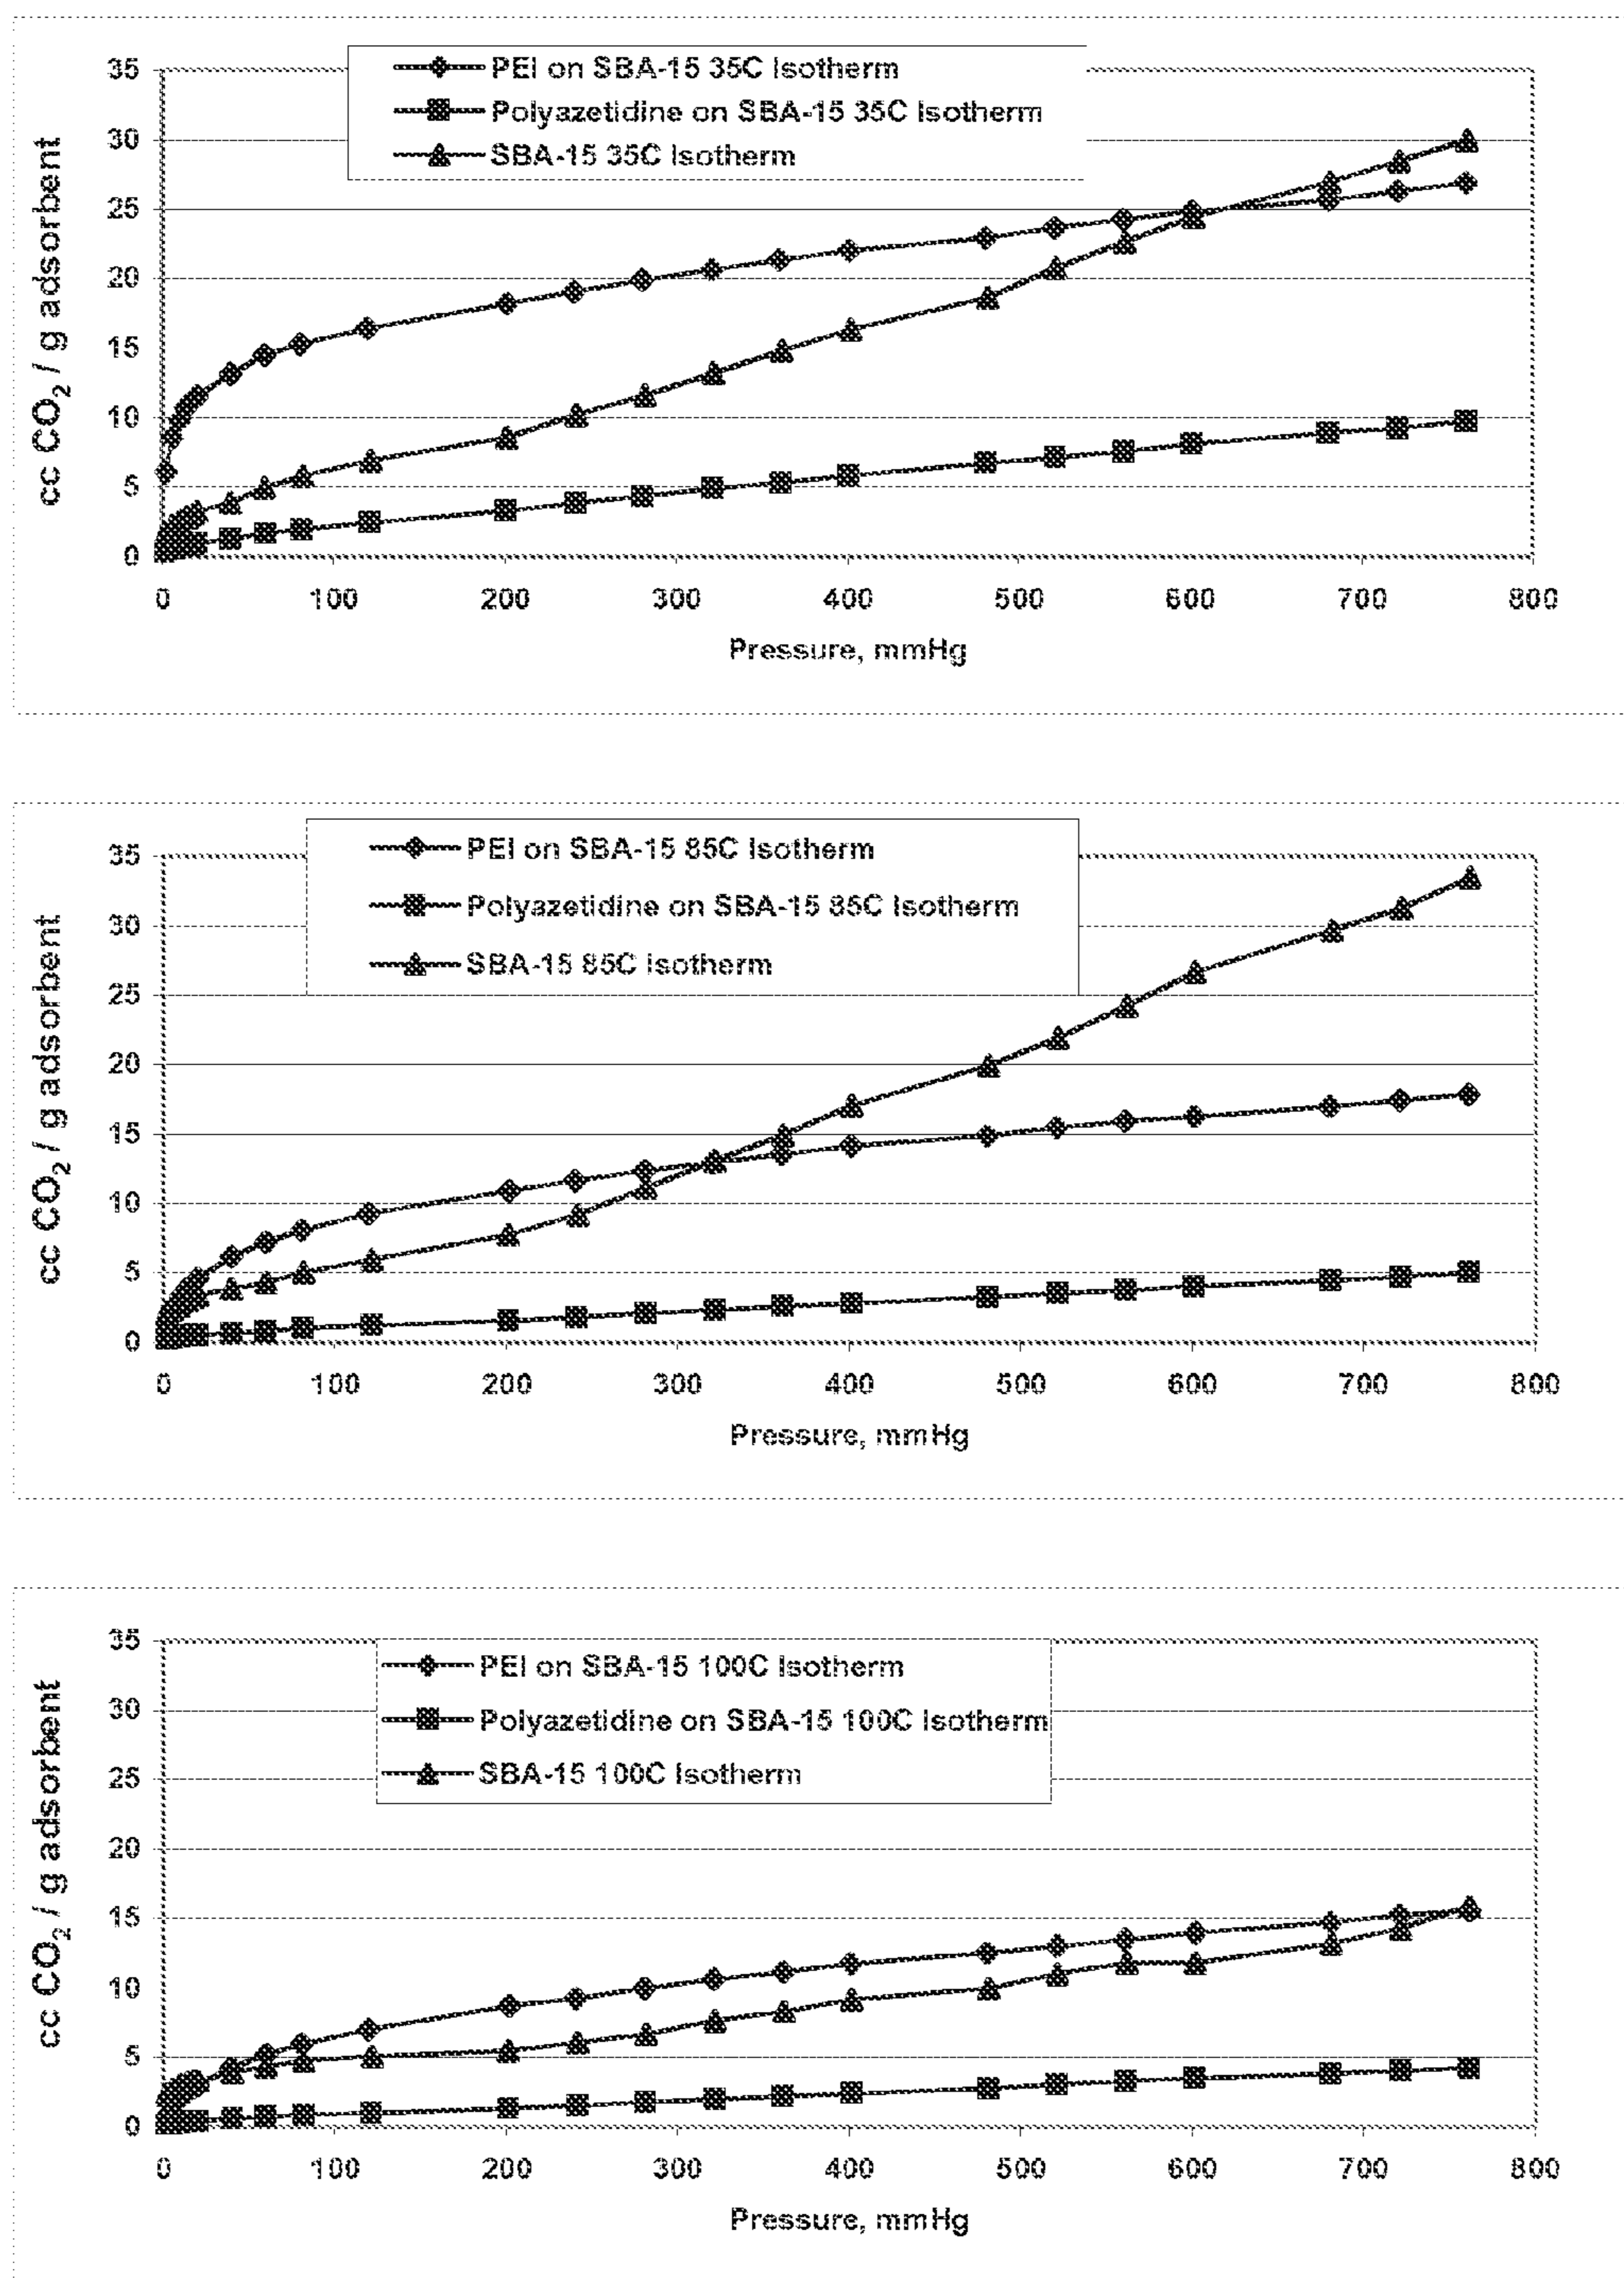 PEI on SBA-15 35C Isotherm
Polyazetidine on SBA-15 35C Isotherm
SBA-15 35C Isotherm
cc CO₂ / g adsorbent
35
30
25
20
15
10
5
0
0 100 200 300 400 500 600 700 800
Pressure, mmHg
PEI on SBA-15 85C Isotherm
Polyazetidine on SBA-15 85C Isotherm
SBA-15 85C Isotherm
cc CO₂ / g adsorbent
35
30
25
20
15
10
5
0
0 100 200 300 400 500 600 700 800
Pressure, mmHg
PEI on SBA-15 100C Isotherm
Polyazetidine on SBA-15 100C Isotherm
SBA-15 100C Isotherm
cc CO₂ / g adsorbent
35
30
25
20
15
10
5
0
0 100 200 300 400 500 600 700 800
Pressure, mmHg